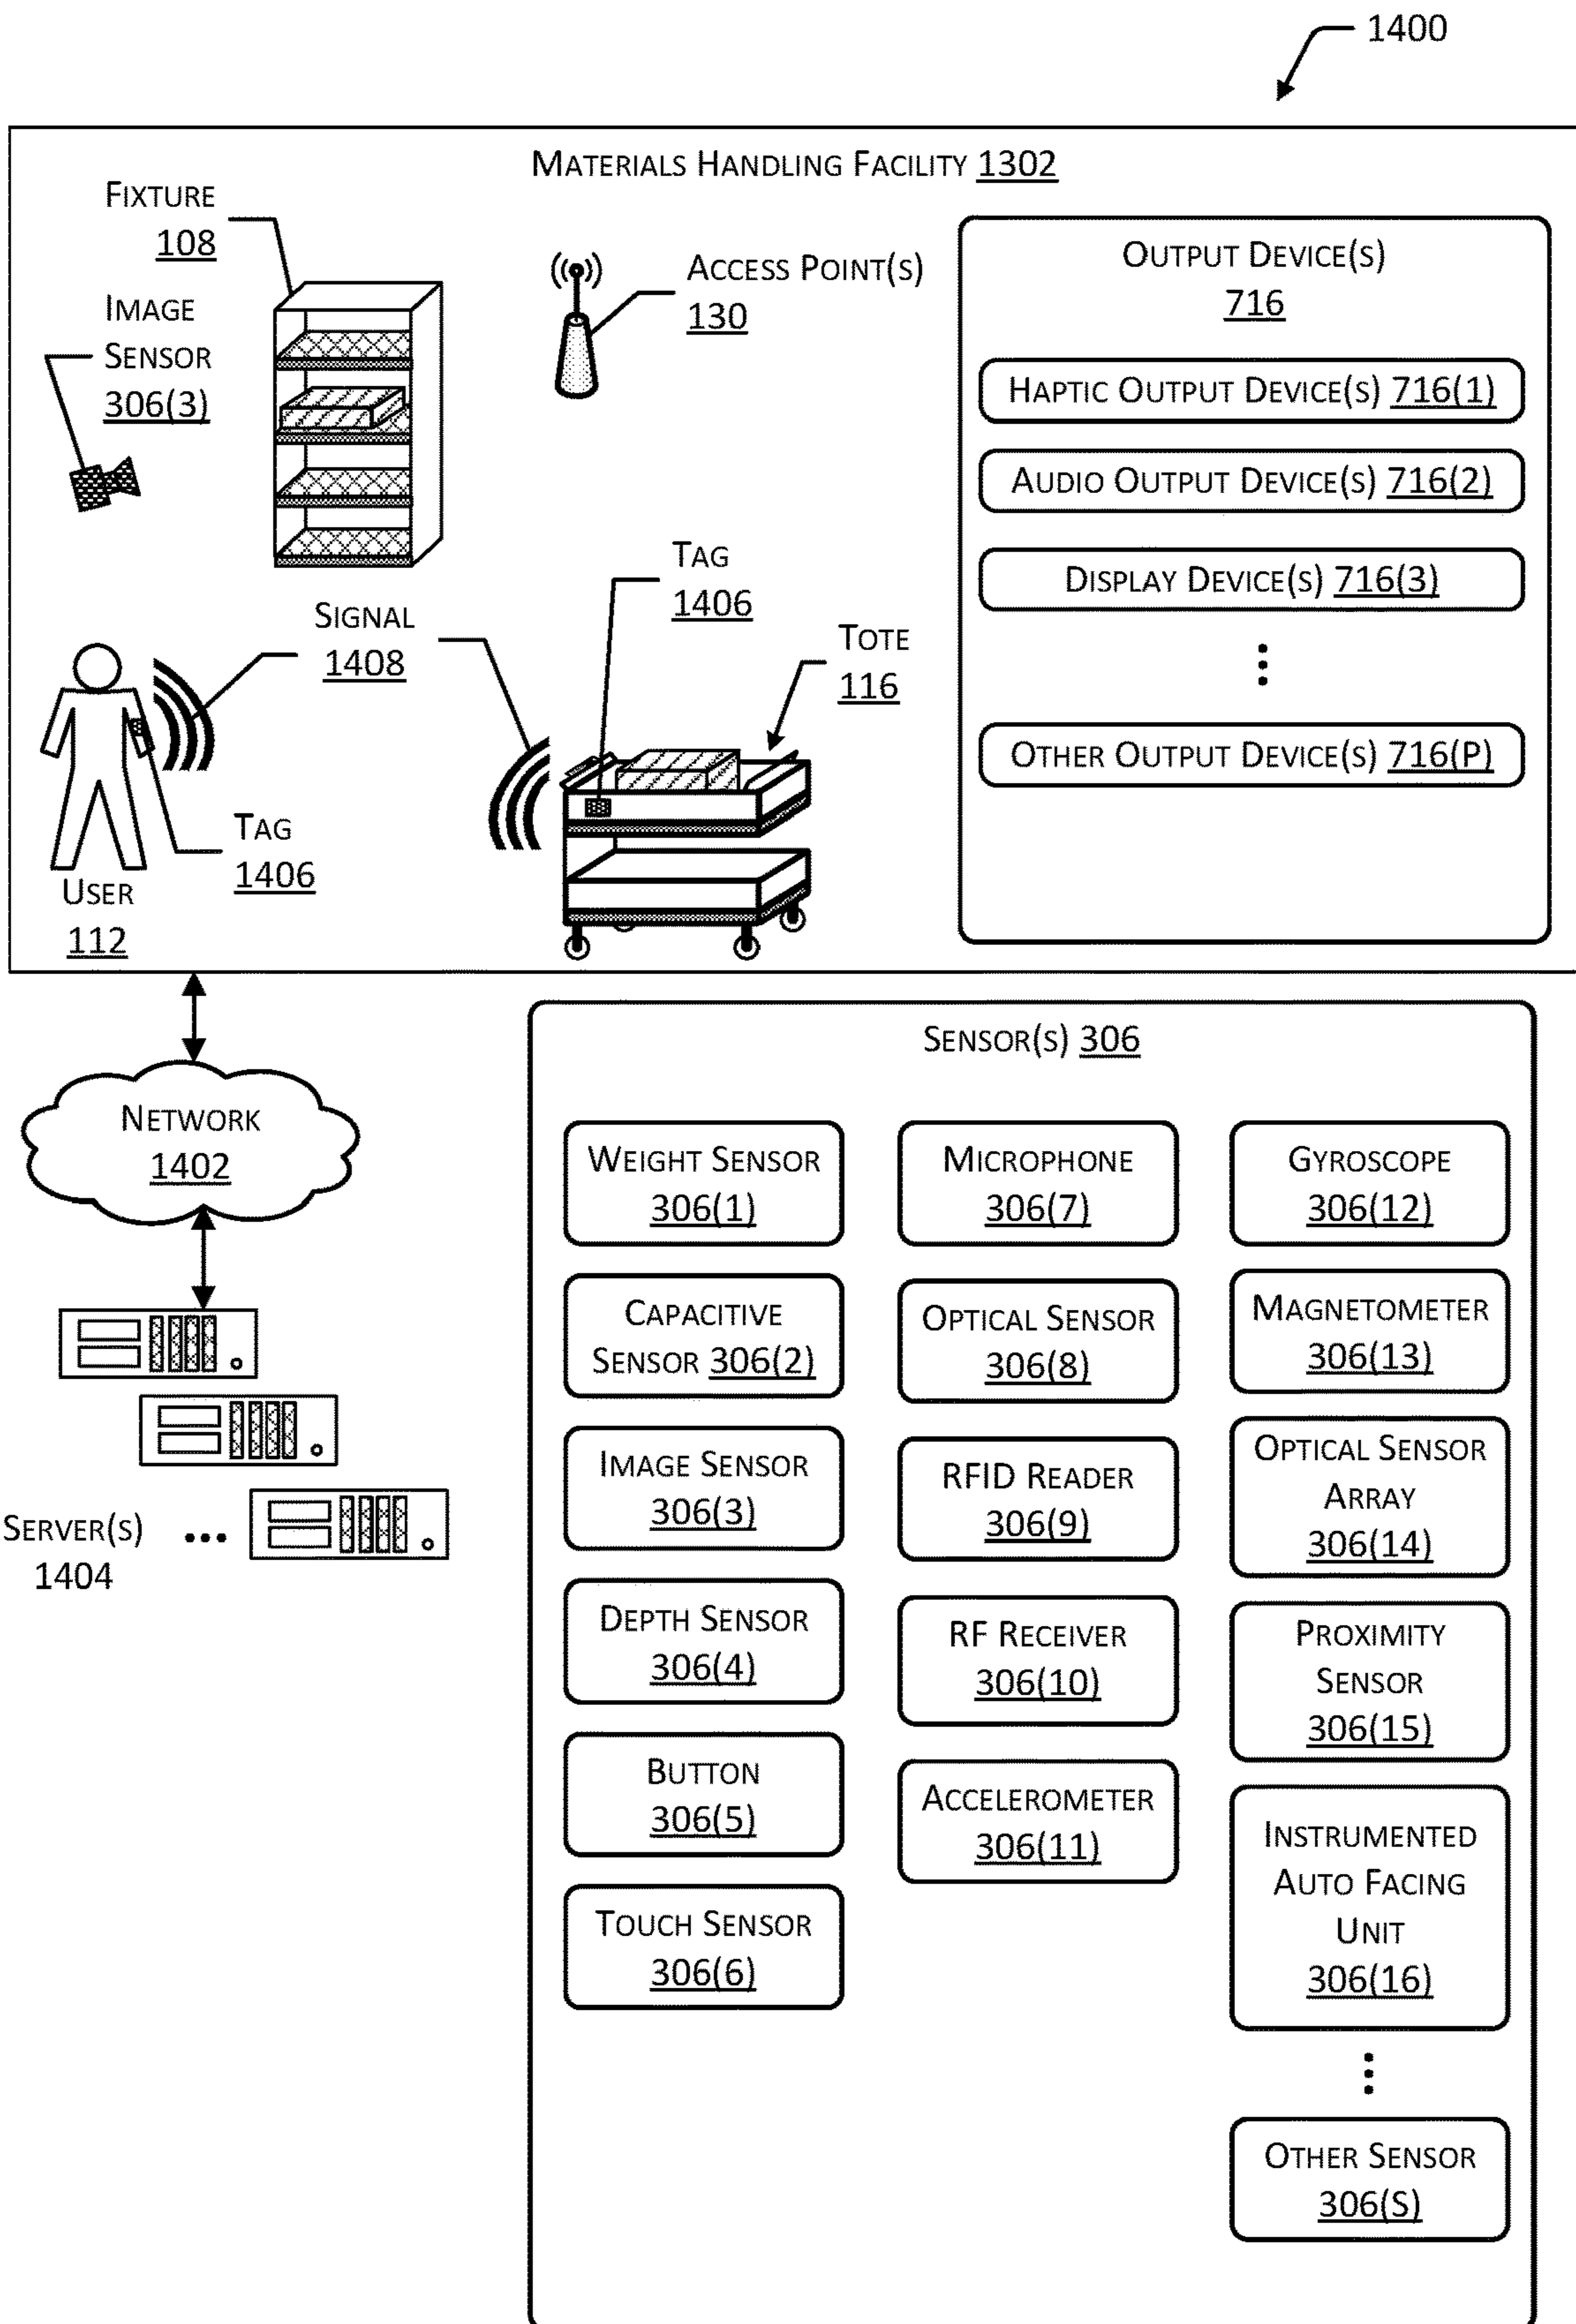 1400
MATERIALS HANDLING FACILITY 1302
FIXTURE
108
IMAGE
SENSOR
306(3)
ACCESS POINT(S)
130
OUTPUT DEVICE(S)
716
HAPTIC OUTPUT DEVICE(S) 716(1)
AUDIO OUTPUT DEVICE(S) 716(2)
DISPLAY DEVICE(S) 716(3)
OTHER OUTPUT DEVICE(S) 716(P)
TAG
1406
SIGNAL
1408
TOTE
116
TAG
1406
USER
112
NETWORK
1402
SERVER(S)
1404
SENSOR(S) 306
WEIGHT SENSOR
306(1)
CAPACITIVE
SENSOR 306(2)
IMAGE SENSOR
306(3)
DEPTH SENSOR
306(4)
BUTTON
306(5)
TOUCH SENSOR
306(6)
MICROPHONE
306(7)
OPTICAL SENSOR
306(8)
RFID READER
306(9)
RF RECEIVER
306(10)
ACCELEROMETER
306(11)
GYROSCOPE
306(12)
MAGNETOMETER
306(13)
OPTICAL SENSOR
ARRAY
306(14)
PROXIMITY
SENSOR
306(15)
INSTRUMENTED
AUTO FACING
UNIT
306(16)
OTHER SENSOR
306(S)